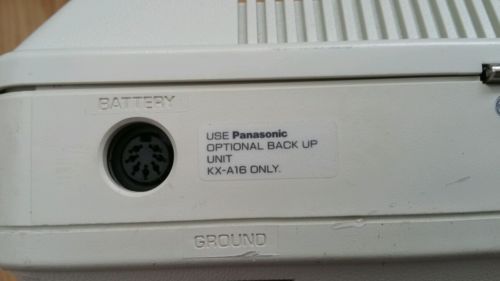 BATTERY
USE Panasonic
OPTIONAL BACK UP
UNIT
KX-A16 ONLY.
GROUND